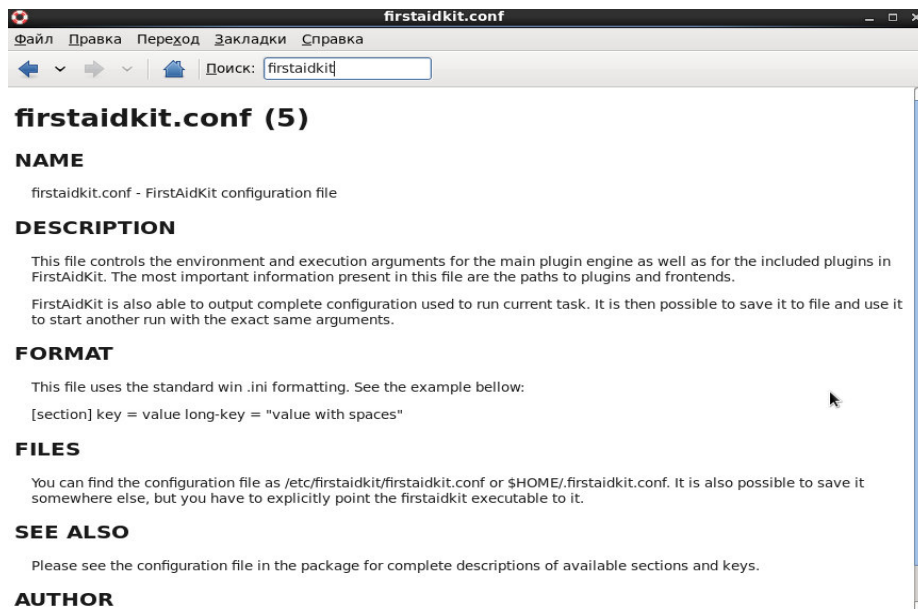 firstaidkit.conf
Файл Правка Переход Закладки Справка
Поиск: firstaidkit
firstaidkit.conf (5)
NAME
firstaidkit.conf - FirstAidKit configuration file
DESCRIPTION
This file controls the environment and execution arguments for the main plugin engine as well as for the included plugins in
FirstAidKit. The most important information present in this file are the paths to plugins and frontends.
FirstAidKit is also able to output complete configuration used to run current task. It is then possible to save it to file and use it
to start another run with the exact same arguments.
FORMAT
This file uses the standard win .ini formatting. See the example bellow:
[section] key = value long-key = "value with spaces"
FILES
You can find the configuration file as /etc/firstaidkit/firstaidkit.conf or $HOME/.firstaidkit.conf. It is also possible to save it
somewhere else, but you have to explicitly point the firstaidkit executable to it.
SEE ALSO
Please see the configuration file in the package for complete descriptions of available sections and keys.
AUTHOR